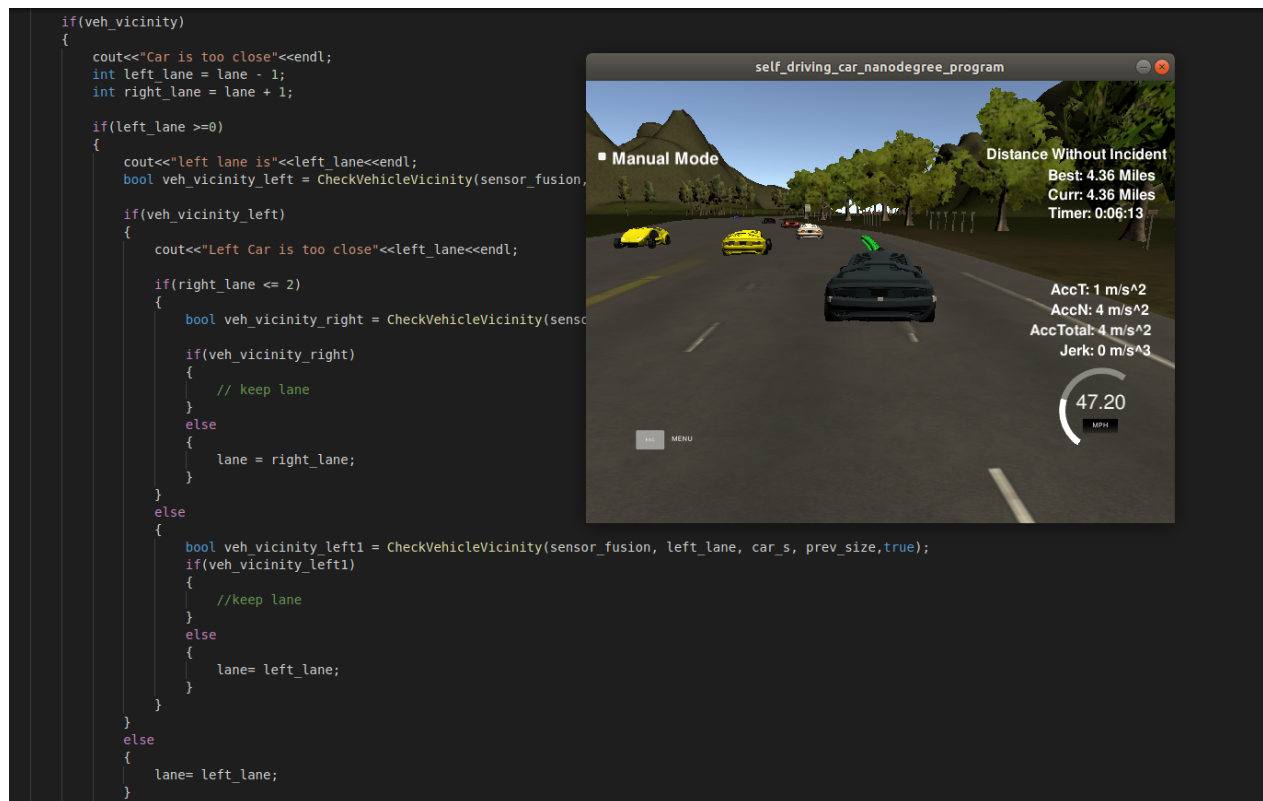 if(veh_vicinity)
{
cout<<"Car is too close"<<endl;
int left_lane = lane - 1;
int right_lane = lane + 1;
if(left_lane >=0)
{
cout<<"left lane is"<<left_lane<<endl;
bool veh_vicinity_left = CheckVehicleVicinity(sensor_fusion,
if(veh_vicinity_left)
{
cout<<"Left Car is too close"<<left_lane<<endl;
if(right_lane <= 2)
{
bool veh_vicinity_right = CheckVehicleVicinity(sens
if(veh_vicinity_right)
{
// keep lane
}
else
{
lane = right_lane;
}
}
else
{
bool veh_vicinity_left1 = CheckVehicleVicinity(sensor_fusion, left_lane, car_s, prev_size,true);
if(veh_vicinity_left1)
{
//keep lane
}
else
{
lane= left_lane;
}
}
}
else
{
lane= left_lane;
}
self_driving_car_nanodegree_program
Manual Mode
Distance Without Incident
Best: 4.36 Miles
Curr: 4.36 Miles
Timer: 0:06:13
AccT: 1 m/s^2
AccN: 4 m/s^2
AccTotal: 4 m/s^2
Jerk: 0 m/s^3
47.20
MPH
MENU